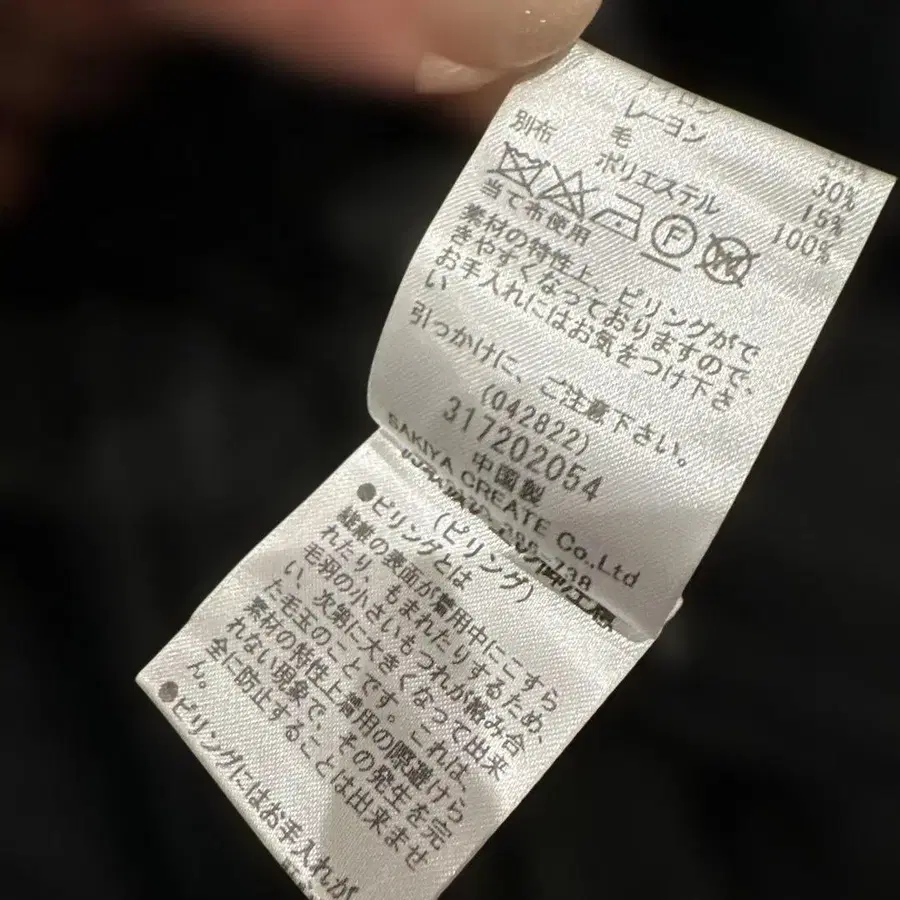 ナイロン
レーヨン 30%
毛 15%
別布 ポリエステル 100%
F
W
当て布使用
素材の特性上、ピリングがで
きやすくなっておりますので、
お手入れにはお気をつけ下さ
い
引っかけに、ご注意下さい。
(042822)
317202054
中国製
SAKIYA CREATE Co.,Ltd
(ピリング)
●ピリングとは
繊維の表面が着用中にこすら
れたり、もまれたりするため、
毛羽の小さいもつれが絡み合
い、次第に大きくなって出来
た毛玉のことです。これは、
素材の特性上着用の際避けら
れない現象で、その発生を完
全に防止することは出来ませ
ん。
●ピリングにはお手入れが